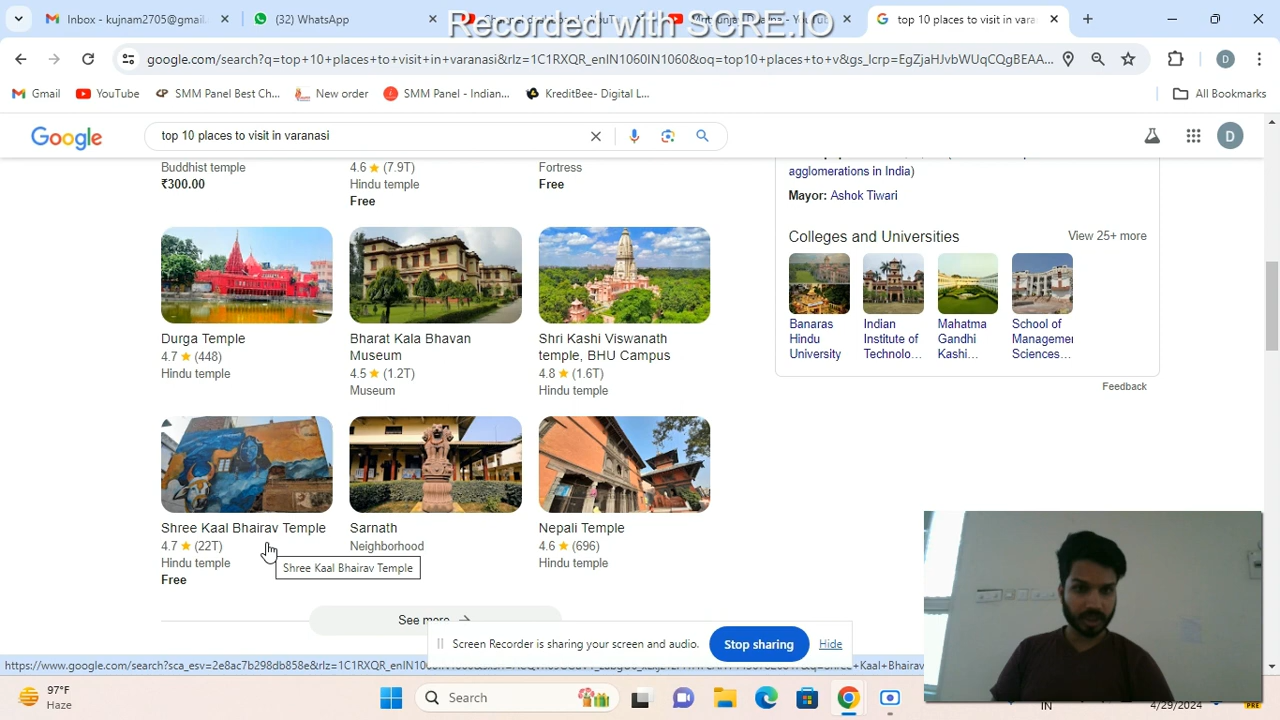 Recorded with SCRE.IO
Inbox - kujnam2705@gmail.
(32) WhatsApp
top 10 places to visit in vara
google.com/search?q=top+10+places+to+visit+in+varanasi&rlz=1C1RXQR_enIN1060IN1060&oq=top10+places+to+v&gs_lcrp=EgZjaHJvbWUqCQgBEAA...
D
Gmail
YouTube
SMM Panel Best Ch...
New order
SMM Panel - Indian...
KreditBee- Digital L...
All Bookmarks
Google
top 10 places to visit in varanasi
D
Buddhist temple
₹300.00
4.6 ★ (7.9T)
Hindu temple
Free
Fortress
Free
agglomerations in India)
Mayor: Ashok Tiwari
Colleges and Universities
View 25+ more
Banaras
Hindu
University
Indian
Institute of
Technolo...
Mahatma
Gandhi
Kashi...
School of
Managemer
Sciences...
Feedback
Durga Temple
4.7 ★ (448)
Hindu temple
Bharat Kala Bhavan
Museum
4.5 ★ (1.2T)
Museum
Shri Kashi Viswanath
temple, BHU Campus
4.8 ★ (1.6T)
Hindu temple
Shree Kaal Bhairav Temple
4.7 ★ (22T)
Hindu temple
Free
Shree Kaal Bhairav Temple
Sarnath
Neighborhood
Nepali Temple
4.6 ★ (696)
Hindu temple
See more
Screen Recorder is sharing your screen and audio.
Stop sharing
Hide
97°F
Haze
Search
IN
4/29/2024
PRE